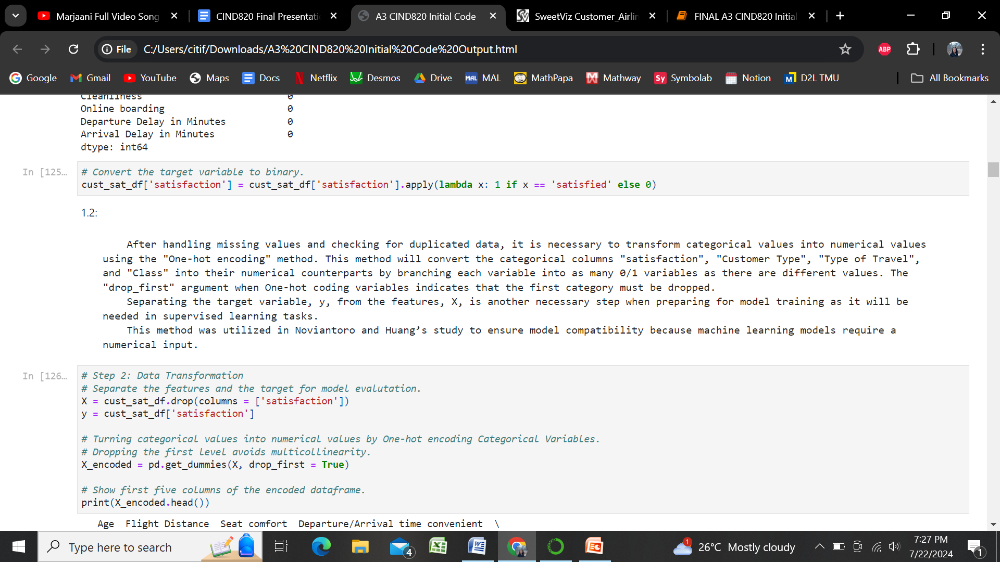 Marjaani Full Video Song
CIND820 Final Presentati
A3 CIND820 Initial Code
SweetViz Customer_Airlin
FINAL A3 CIND820 Initial
File C:/Users/citif/Downloads/A3%20CIND820%20Initial%20Code%20Output.html
ABP
Google Gmail YouTube Maps Docs Netflix Desmos Drive MAL MAL MathPapa Mathway Sy Symbolab Notion M D2L TMU All Bookmarks
Cleanliness 0
Online boarding 0
Departure Delay in Minutes 0
Arrival Delay in Minutes 0
dtype: int64
In [125…
# Convert the target variable to binary.
cust_sat_df['satisfaction'] = cust_sat_df['satisfaction'].apply(lambda x: 1 if x == 'satisfied' else 0)
1.2:
After handling missing values and checking for duplicated data, it is necessary to transform categorical values into numerical values
using the "One-hot encoding" method. This method will convert the categorical columns "satisfaction", "Customer Type", "Type of Travel",
and "Class" into their numerical counterparts by branching each variable into as many 0/1 variables as there are different values. The
"drop_first" argument when One-hot coding variables indicates that the first category must be dropped.
Separating the target variable, y, from the features, X, is another necessary step when preparing for model training as it will be
needed in supervised learning tasks.
This method was utilized in Noviantoro and Huang’s study to ensure model compatibility because machine learning models require a
numerical input.
In [126…
# Step 2: Data Transformation
# Separate the features and the target for model evalutation.
X = cust_sat_df.drop(columns = ['satisfaction'])
y = cust_sat_df['satisfaction']
# Turning categorical values into numerical values by One-hot encoding Categorical Variables.
# Dropping the first level avoids multicollinearity.
X_encoded = pd.get_dummies(X, drop_first = True)
# Show first five columns of the encoded dataframe.
print(X_encoded.head())
Age Flight Distance Seat comfort Departure/Arrival time convenient \
Type here to search
4
1
26°C Mostly cloudy
7:27 PM
7/22/2024
1